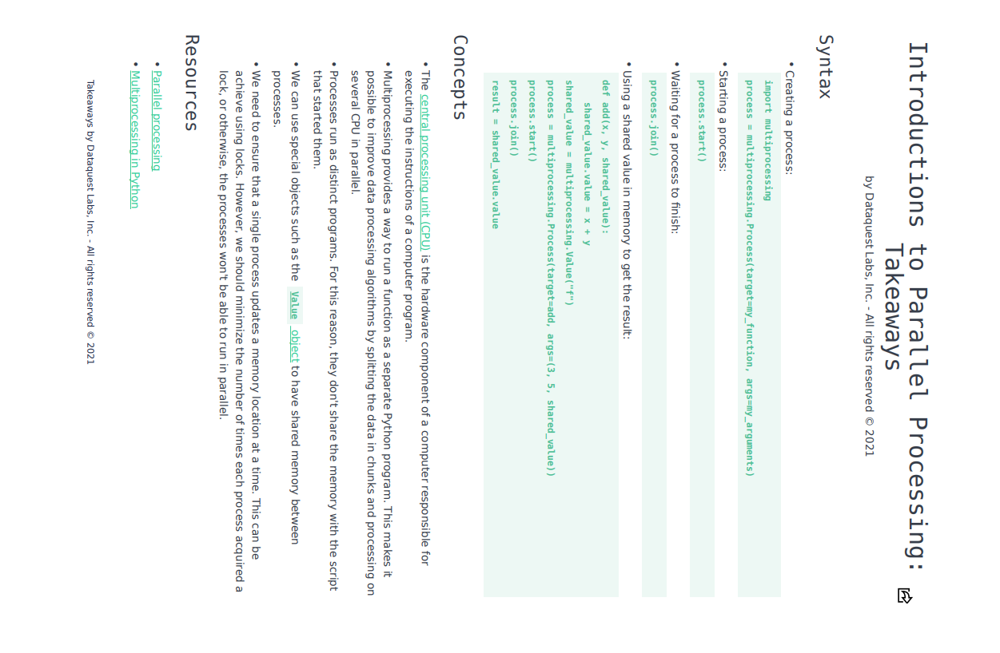 Introductions to Parallel Processing:
Takeaways
by Dataquest Labs, Inc. - All rights reserved © 2021
Syntax
• Creating a process:
import multiprocessing
process = multiprocessing.Process(target=my_function, args=my_arguments)
• Starting a process:
process.start()
• Waiting for a process to finish:
process.join()
• Using a shared value in memory to get the result:
def add(x, y, shared_value):
    shared_value.value = x + y
shared_value = multiprocessing.Value("f")
process = multiprocessing.Process(target=add, args=(3, 5, shared_value))
process.start()
process.join()
result = shared_value.value
Concepts
• The central processing unit (CPU) is the hardware component of a computer responsible for
executing the instructions of a computer program.
• Multiprocessing provides a way to run a function as a separate Python program. This makes it
possible to improve data processing algorithms by splitting the data in chunks and processing on
several CPU in parallel.
• Processes run as distinct programs. For this reason, they don't share the memory with the script
that started them.
• We can use special objects such as the Value object to have shared memory between
processes.
• We need to ensure that a single process updates a memory location at a time. This can be
achieve using locks. However, we should minimize the number of times each process acquired a
lock, or otherwise, the processes won't be able to run in parallel.
Resources
• Parallel processing
• Multiprocessing in Python
Takeaways by Dataquest Labs, Inc. - All rights reserved © 2021